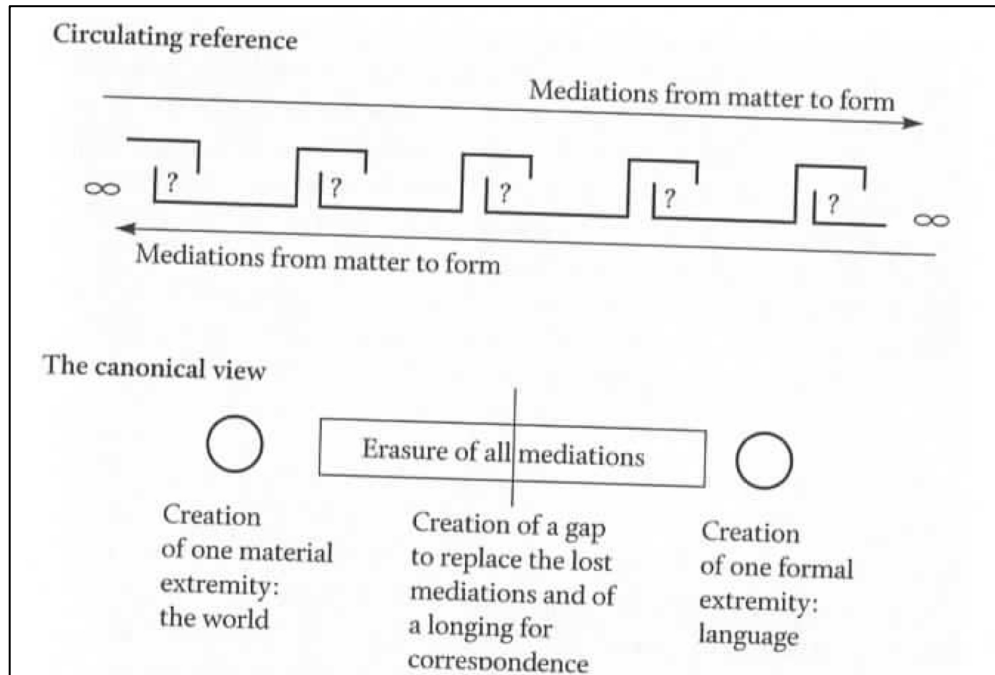 Circulating reference
Mediations from matter to form
∞ ? ? ? ? ? ∞
Mediations from matter to form
The canonical view
Erasure of all mediations
Creation
of one material
extremity:
the world
Creation of a gap
to replace the lost
mediations and of
a longing for
correspondence
Creation
of one formal
extremity:
language